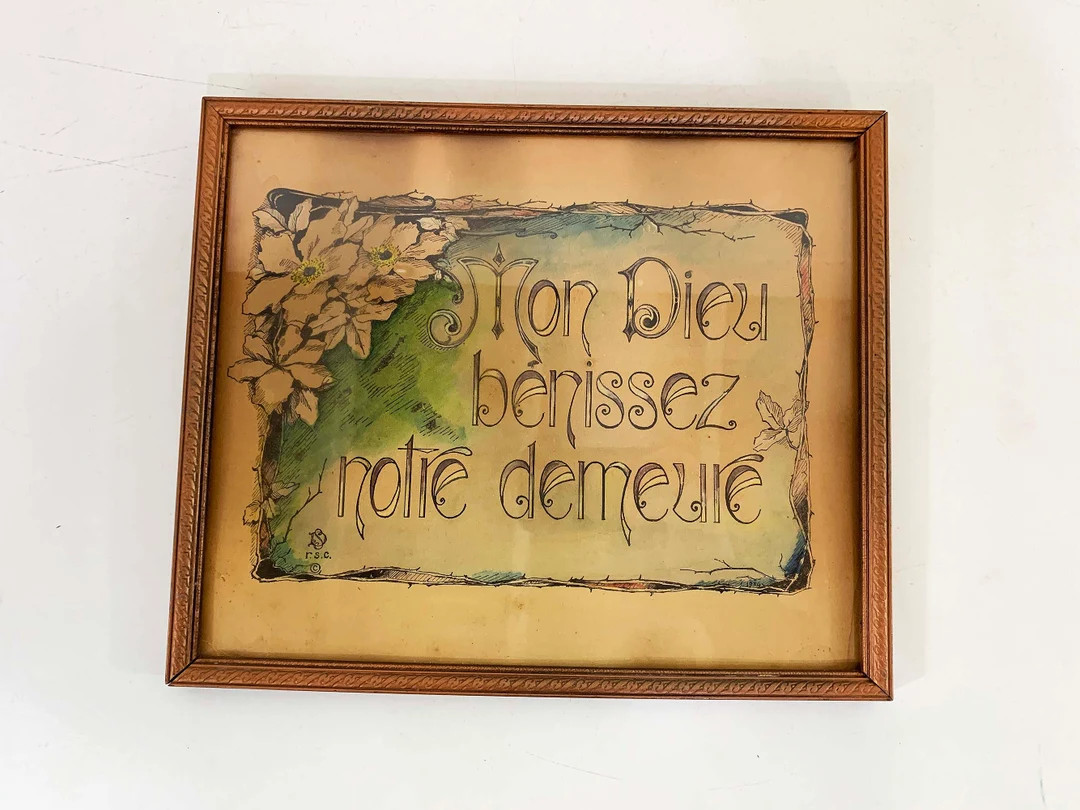 Mon Dieu
bénissez
notre demeure
r.s.c.
©